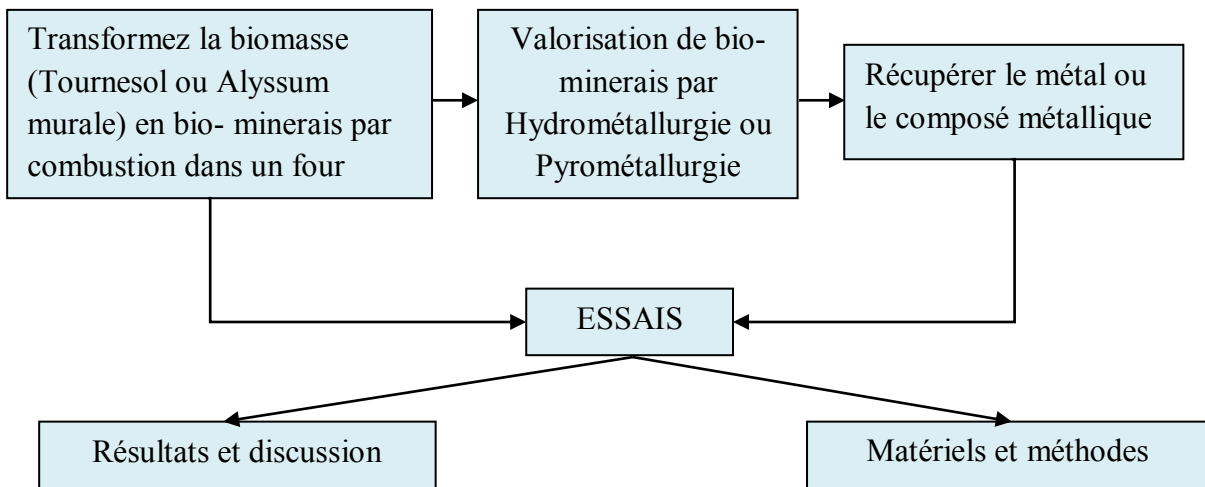 Transformez la biomasse
(Tournesol ou Alyssum
murale) en bio- minerais par
combustion dans un four
Valorisation de bio-
minerais par
Hydrométallurgie ou
Pyrométallurgie
Récupérer le métal ou
le composé métallique
ESSAIS
Résultats et discussion
Matériels et méthodes